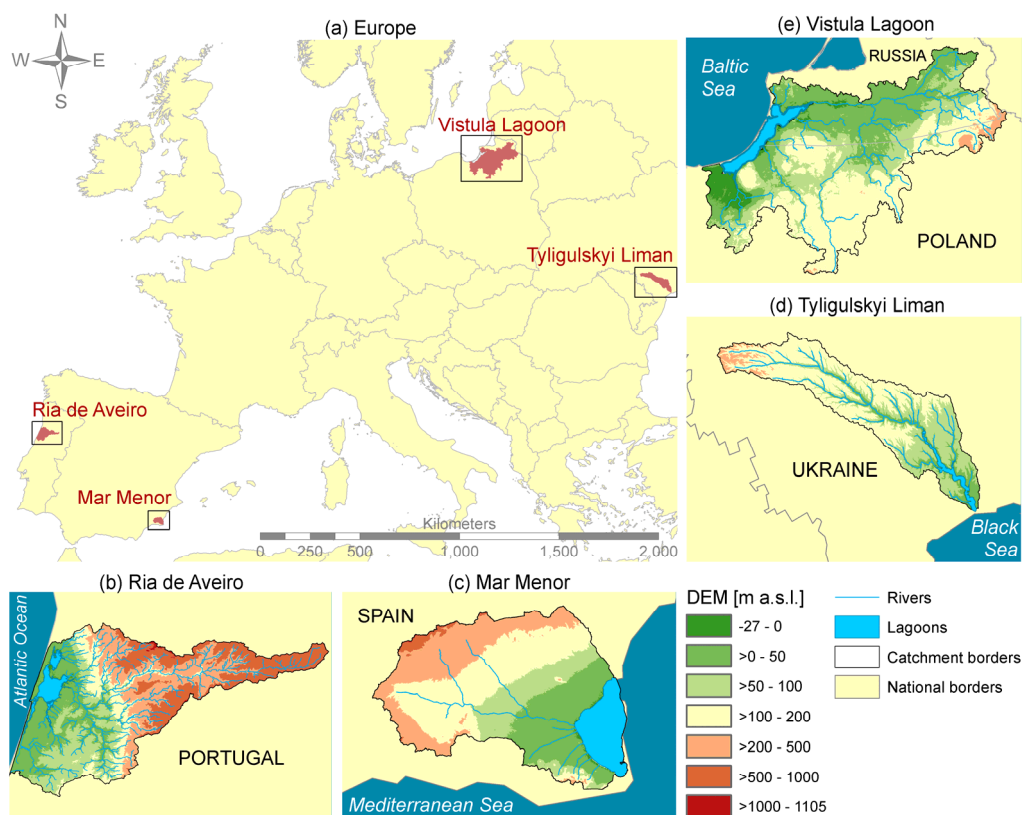 (a) Europe
N
W
E
S
Vistula Lagoon
Tyligulskyi Liman
Ria de Aveiro
Mar Menor
Kilometers
0 250 500 1,000 1,500 2,000
(e) Vistula Lagoon
RUSSIA
Baltic
Sea
POLAND
(d) Tyligulskyi Liman
UKRAINE
Black
Sea
(b) Ria de Aveiro
Atlantic Ocean
PORTUGAL
(c) Mar Menor
SPAIN
Mediterranean Sea
DEM [m a.s.l.]
-27 - 0
>0 - 50
>50 - 100
>100 - 200
>200 - 500
>500 - 1000
>1000 - 1105
Rivers
Lagoons
Catchment borders
National borders